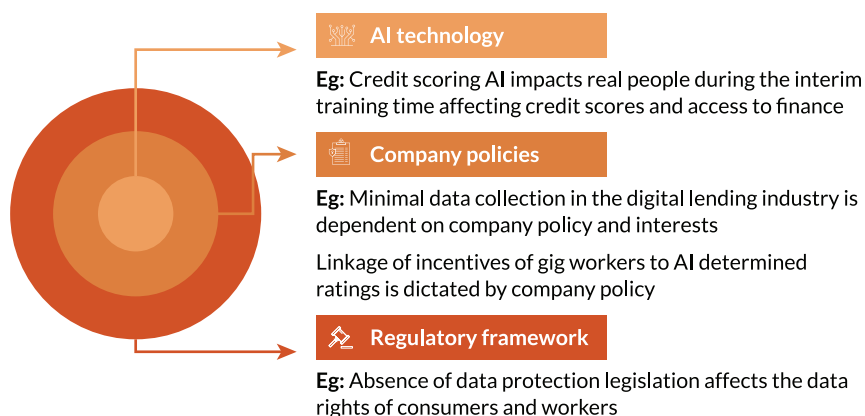 AI technology
Eg: Credit scoring AI impacts real people during the interim
training time affecting credit scores and access to finance
Company policies
Eg: Minimal data collection in the digital lending industry is
dependent on company policy and interests
Linkage of incentives of gig workers to AI determined
ratings is dictated by company policy
Regulatory framework
Eg: Absence of data protection legislation affects the data
rights of consumers and workers